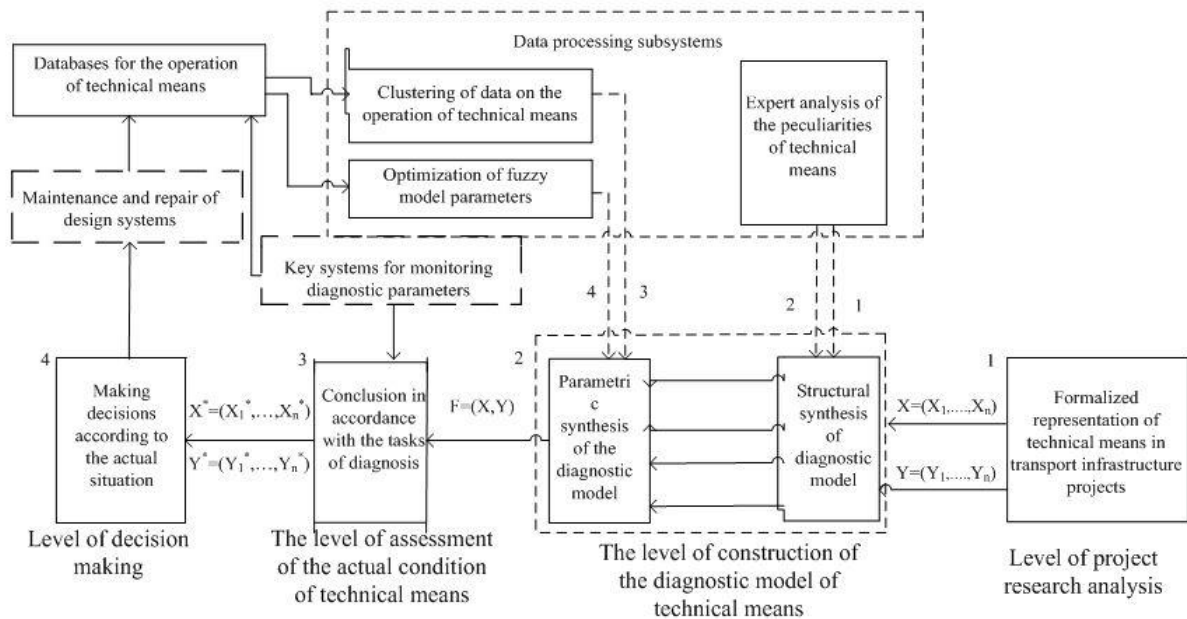 Data processing subsystems
Databases for the operation
of technical means
Clustering of data on the
operation of technical means
Expert analysis of
the peculiarities
of technical
means
Optimization of fuzzy
model parameters
Maintenance and repair of
design systems
Key systems for monitoring
diagnostic parameters
4
3
2
1
4
Making
decisions
according to
the actual
situation
X*=(X1*,…,Xn*)
Y*=(Y1*,…,Yn*)
3
Conclusion in
accordance
with the tasks
of diagnosis
F=(X,Y)
2
Parametri
c
synthesis
of the
diagnostic
model
Structural
synthesis
of
diagnostic
model
X=(X1,....,Xn)
Y=(Y1,....,Yn)
1
Formalized
representation of
technical means in
transport infrastructure
projects
Level of decision
making
The level of assessment
of the actual condition
of technical means
The level of construction of
the diagnostic model of
technical means
Level of project
research analysis